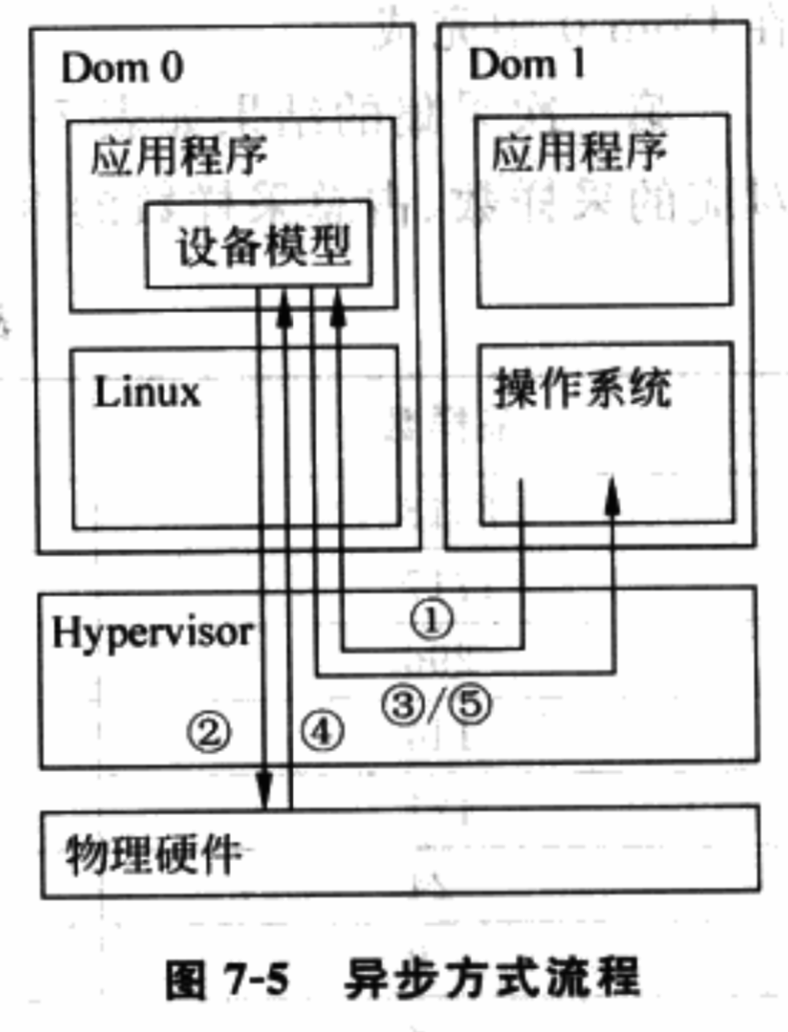 Dom 0
应用程序
设备模型
Linux
Dom 1
应用程序
操作系统
Hypervisor
①
③/⑤
②
④
物理硬件
图 7-5 异步方式流程